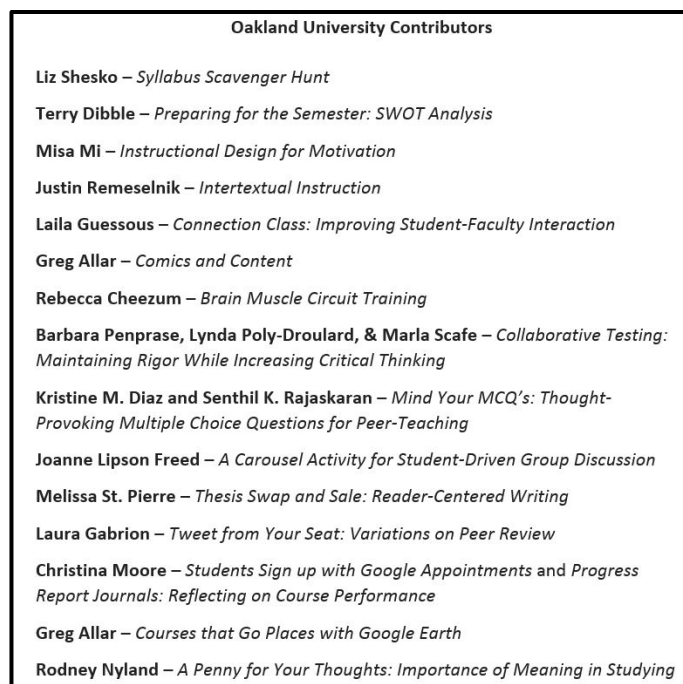 Oakland University Contributors
Liz Shesko – Syllabus Scavenger Hunt
Terry Dibble – Preparing for the Semester: SWOT Analysis
Misa Mi – Instructional Design for Motivation
Justin Remeselnik – Intertextual Instruction
Laila Guessous – Connection Class: Improving Student-Faculty Interaction
Greg Allar – Comics and Content
Rebecca Cheezum – Brain Muscle Circuit Training
Barbara Penprase, Lynda Poly-Droulard, & Marla Scafe – Collaborative Testing:
Maintaining Rigor While Increasing Critical Thinking
Kristine M. Diaz and Senthil K. Rajaskaran – Mind Your MCQ’s: Thought-
Provoking Multiple Choice Questions for Peer-Teaching
Joanne Lipson Freed – A Carousel Activity for Student-Driven Group Discussion
Melissa St. Pierre – Thesis Swap and Sale: Reader-Centered Writing
Laura Gabrion – Tweet from Your Seat: Variations on Peer Review
Christina Moore – Students Sign up with Google Appointments and Progress
Report Journals: Reflecting on Course Performance
Greg Allar – Courses that Go Places with Google Earth
Rodney Nyland – A Penny for Your Thoughts: Importance of Meaning in Studying